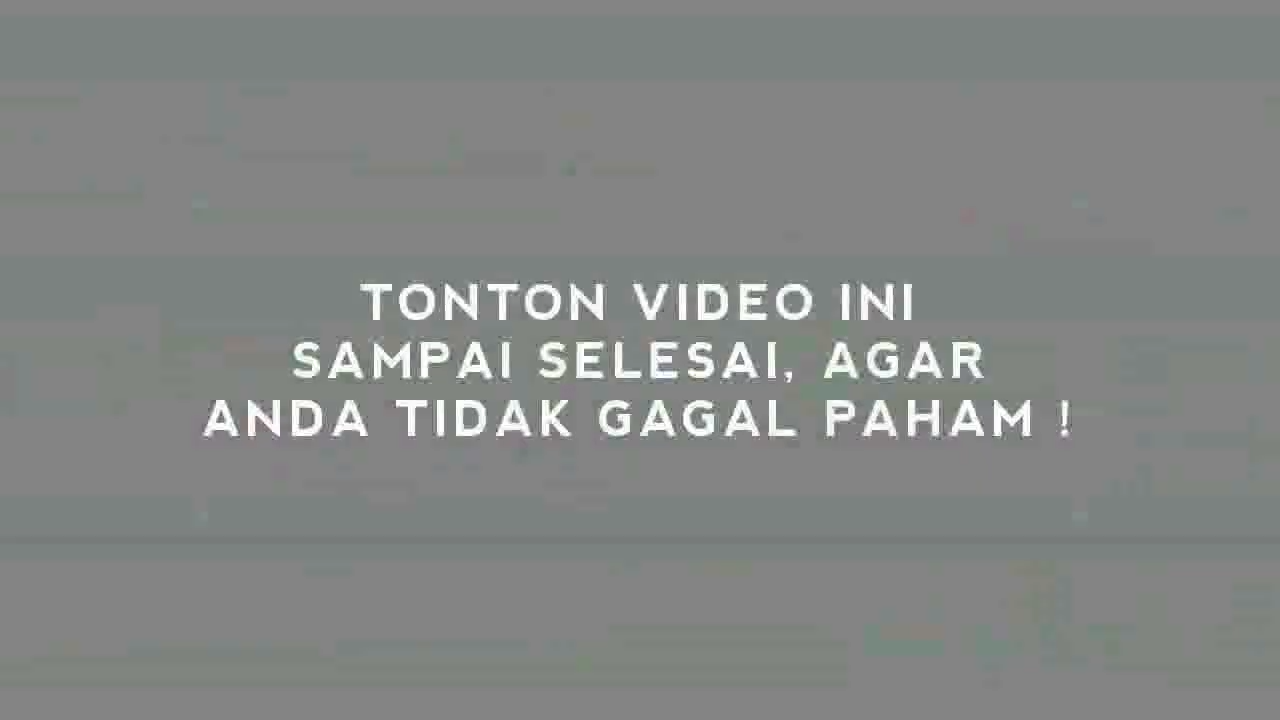 TONTON VIDEO INI
SAMPAI SELESAI, AGAR
ANDA TIDAK GAGAL PAHAM !